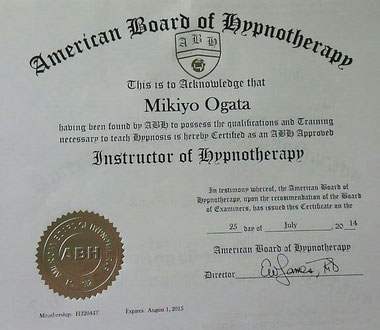 American Board of Hypnotherapy
ABH
This is to Acknowledge that
Mikiyo Ogata
having been found by ABH to possess the qualifications and Training
necessary to teach Hypnosis is hereby Certified as an ABH Approved
Instructor of Hypnotherapy
In testimony whereof, the American Board of
Hypnotherapy, upon the recommendation of the Board
of Examiners, has issued this Certificate on the
25 day of July, 2014
American Board of Hypnotherapy
Director
ABH
Expires: August 1, 2015
Membership: